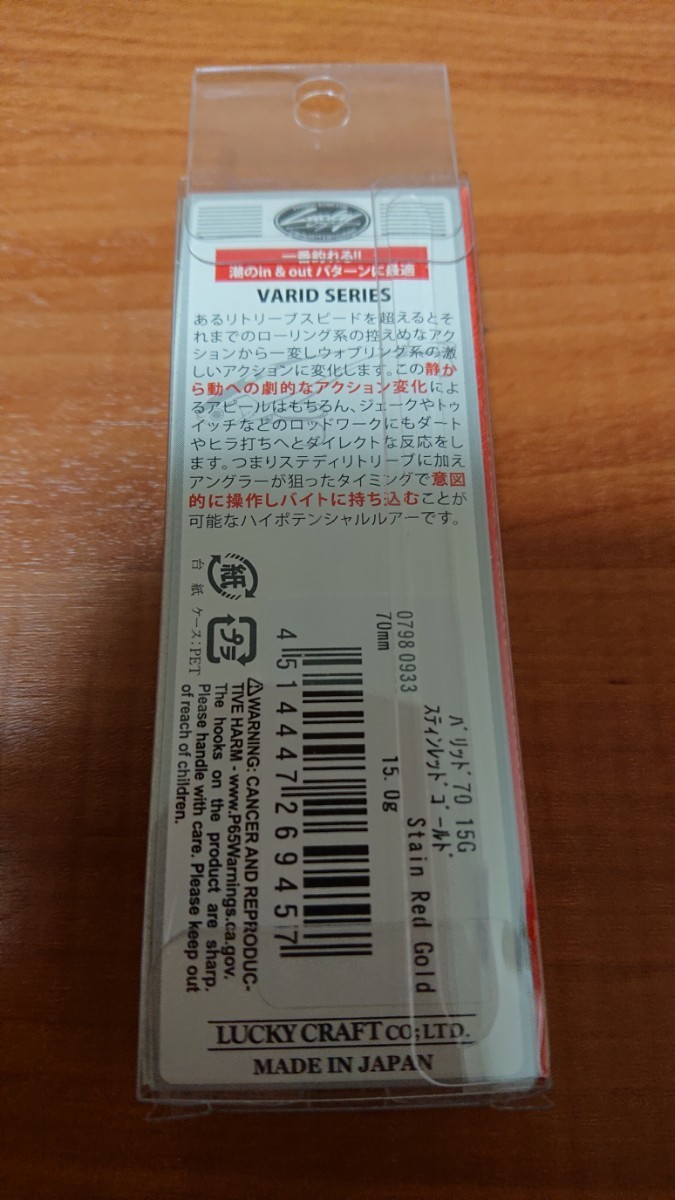 一番釣れる!!
潮のin & out パターンに最適
VARID SERIES
あるリトリーブスピードを超えるとそ
れまでのローリング系の控えめなアク
ションから一変しウォブリング系の激
しいアクションに変化します。この静か
ら動への劇的なアクション変化によ
るアピールはもちろん、ジェークやトゥ
イッチなどのロッドワークにもダート
やヒラ打ちへとダイレクトな反応をし
ます。つまりステディリトリーブに加え
アングラーが狙ったタイミングで意図
的に操作しバイトに持ち込むことが
可能なハイポテンシャルルアーです。
紙
プラ
台 紙 ケース:PET
バリッド70 15G
スティンレッドゴールド
Stain Red Gold
0798 0933
70mm 15.0g
4 514447 269457
⚠WARNING: CANCER AND REPRODUC-
TIVE HARM - www.P65Warnings.ca.gov.
The hooks on the product are sharp.
Please handle with care. Please keep out
of reach of children.
LUCKY CRAFT CO;LTD.
MADE IN JAPAN